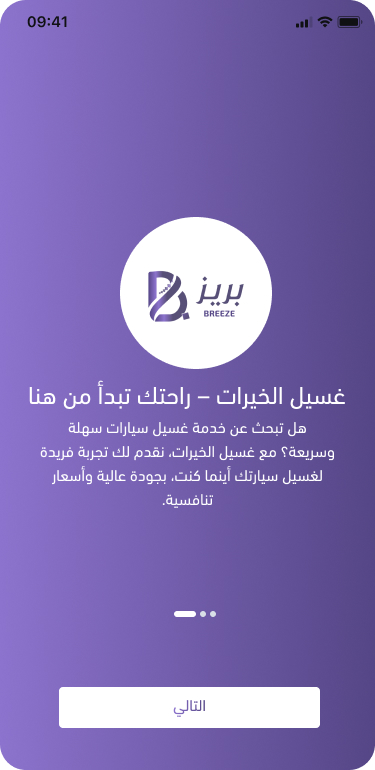 09:41
بريز
BREEZE
غسيل الخيرات – راحتك تبدأ من هنا
هل تبحث عن خدمة غسيل سيارات سهلة
وسريعة؟ مع غسيل الخيرات، نقدم لك تجربة فريدة
لغسيل سيارتك أينما كنت، بجودة عالية وأسعار
تنافسية.
التالي